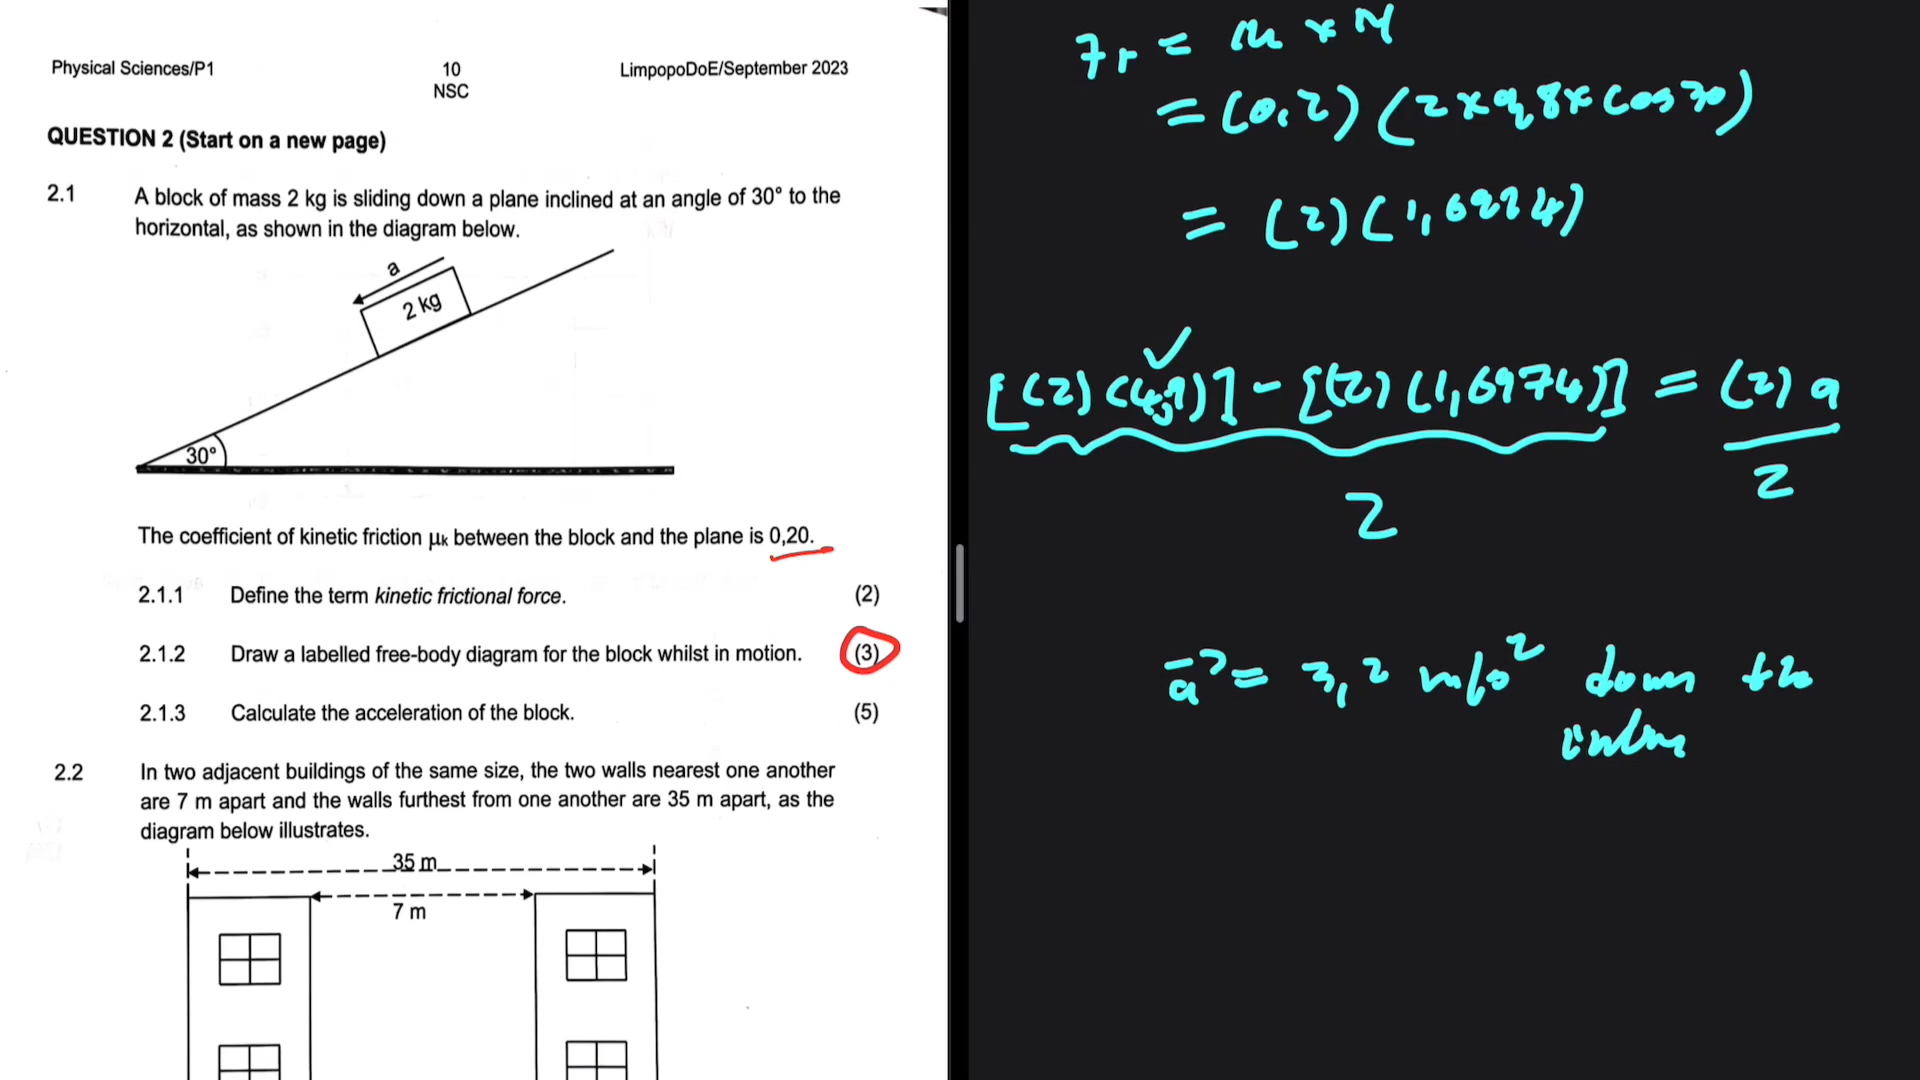 Physical Sciences/P1
10
NSC
LimpopoDoE/September 2023
QUESTION 2 (Start on a new page)
2.1 A block of mass 2 kg is sliding down a plane inclined at an angle of 30° to the
horizontal, as shown in the diagram below.
a
2 kg
30°
The coefficient of kinetic friction μk between the block and the plane is 0,20.
2.1.1 Define the term kinetic frictional force. (2)
2.1.2 Draw a labelled free-body diagram for the block whilst in motion. (3)
2.1.3 Calculate the acceleration of the block. (5)
2.2 In two adjacent buildings of the same size, the two walls nearest one another
are 7 m apart and the walls furthest from one another are 35 m apart, as the
diagram below illustrates.
35 m
7 m
Fr = μ × N
= (0,2) (2×9,8×cos30)
= (2)(1,6974)
[(2)(4,9)] - [(2)(1,6974)] = (2)a
2 2
a = 3,2 m/s² down the